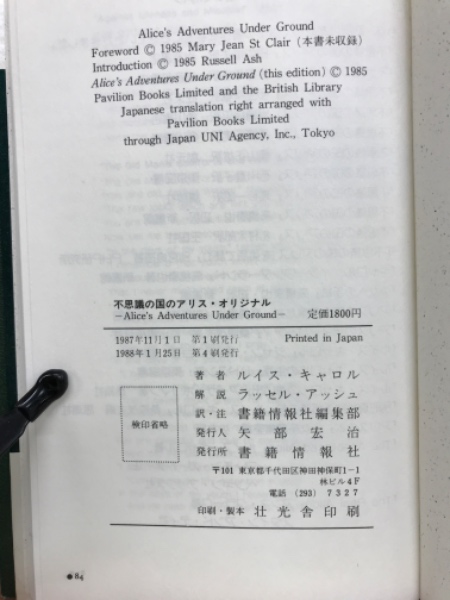 Alice's Adventures Under Ground
Foreword © 1985 Mary Jean St Clair (本書未収録)
Introduction © 1985 Russell Ash
Alice's Adventures Under Ground (this edition) © 1985
Pavilion Books Limited and the British Library
Japanese translation right arranged with
Pavilion Books Limited
through Japan UNI Agency, Inc., Tokyo
不思議の国のアリス・オリジナル
−Alice's Adventures Under Ground− 定価1800円
1987年11月1日 第1刷発行 Printed in Japan
1988年1月25日 第4刷発行
著者 ルイス・キャロル
解説 ラッセル・アッシュ
訳・注 書籍情報社編集部
検印省略
発行人 矢部宏治
発行所 書籍情報社
〒101 東京都千代田区神田神保町1−1
林ビル4F
電話 (293) 7327
印刷・製本 壮光舎印刷
●84